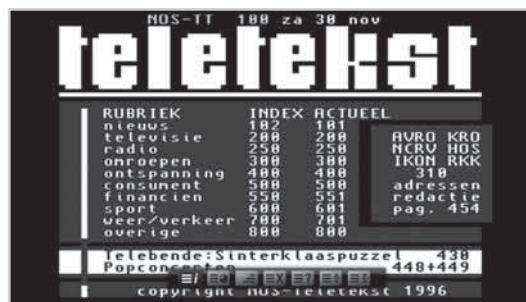 NOS-TT 100 za 30 nov
teletekst
RUBRIEK INDEX ACTUEEL
nieuws 102 101
televisie 200 200
radio 250 250
omroepen 300 300
ontspanning 400 400
consument 500 500
financien 550 551
sport 600 601
weer/verkeer 700 701
overige 800 800
AVRO KRO
NCRV HOS
IKON RKK
310
adressen
redactie
pag. 454
Telebende:Sinterklaaspuzzel 430
Popconcerten 448+449
copyright NOS-Teletekst 1996